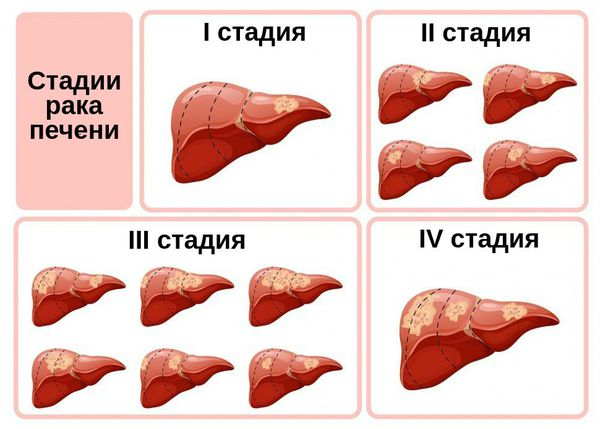 Стадии
рака
печени
I стадия
II стадия
III стадия
IV стадия